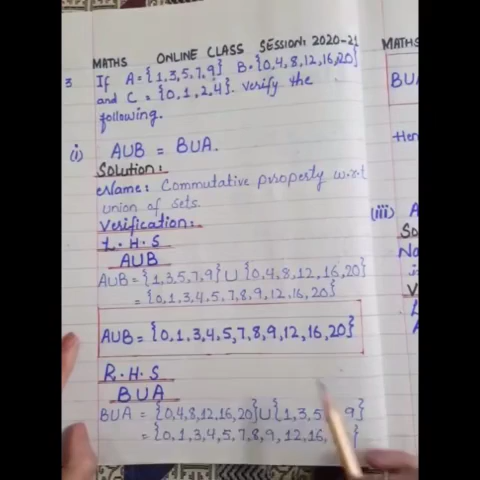 MATHS ONLINE CLASS SESSION: 2020-21
3 If A={1,3,5,7,9} B={0,4,8,12,16,20}
and C = {0,1,2,4}. verify the
following.
(i) AUB = BUA.
Solution:
Name: Commutative property w.r.t
union of sets.
Verification:
L.H.S
AUB
AUB={1,3,5,7,9} U {0,4,8,12,16,20}
={0,1,3,4,5,7,8,9,12,16,20}
AUB={0,1,3,4,5,7,8,9,12,16,20}
R.H.S
BUA
BUA = {0,4,8,12,16,20}U{1,3,5 9}
={0,1,3,4,5,7,8,9,12,16, }
MATHS
BUA
Hen
(iii) A
So
Na
i
V
L
A